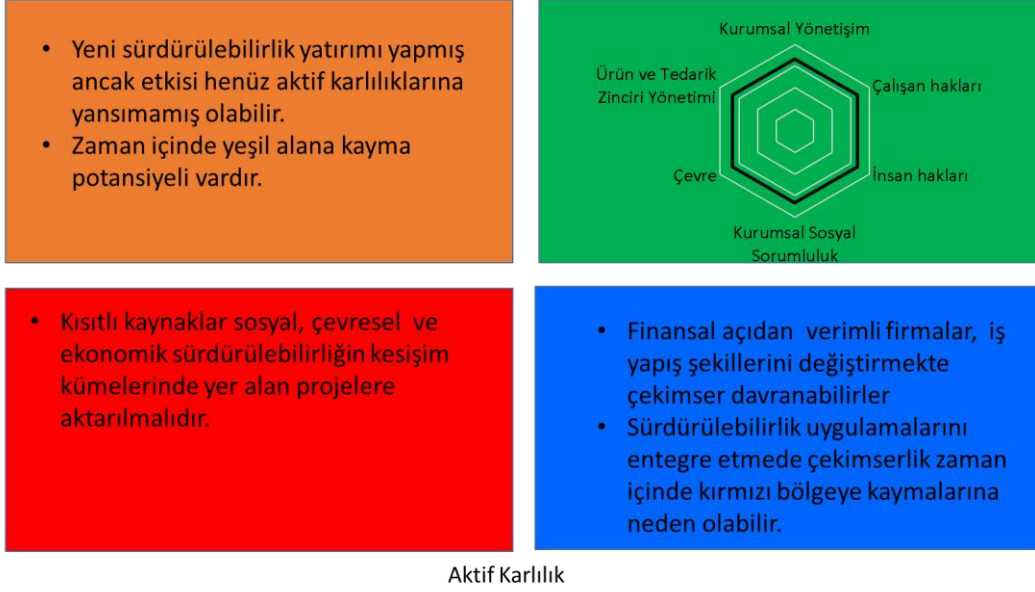 • Yeni sürdürülebilirlik yatırımı yapmış
ancak etkisi henüz aktif karlılıklarına
yansımamış olabilir.
• Zaman içinde yeşil alana kayma
potansiyeli vardır.
Kurumsal Yönetişim
Ürün ve Tedarik
Zinciri Yönetimi
Çalışan hakları
Çevre
İnsan hakları
Kurumsal Sosyal
Sorumluluk
• Kısıtlı kaynaklar sosyal, çevresel ve
ekonomik sürdürülebilirliğin kesişim
kümelerinde yer alan projelere
aktarılmalıdır.
• Finansal açıdan verimli firmalar, iş
yapış şekillerini değiştirmekte
çekimser davranabilirler
• Sürdürülebilirlik uygulamalarını
entegre etmede çekimserlik zaman
içinde kırmızı bölgeye kaymalarına
neden olabilir.
Aktif Karlılık